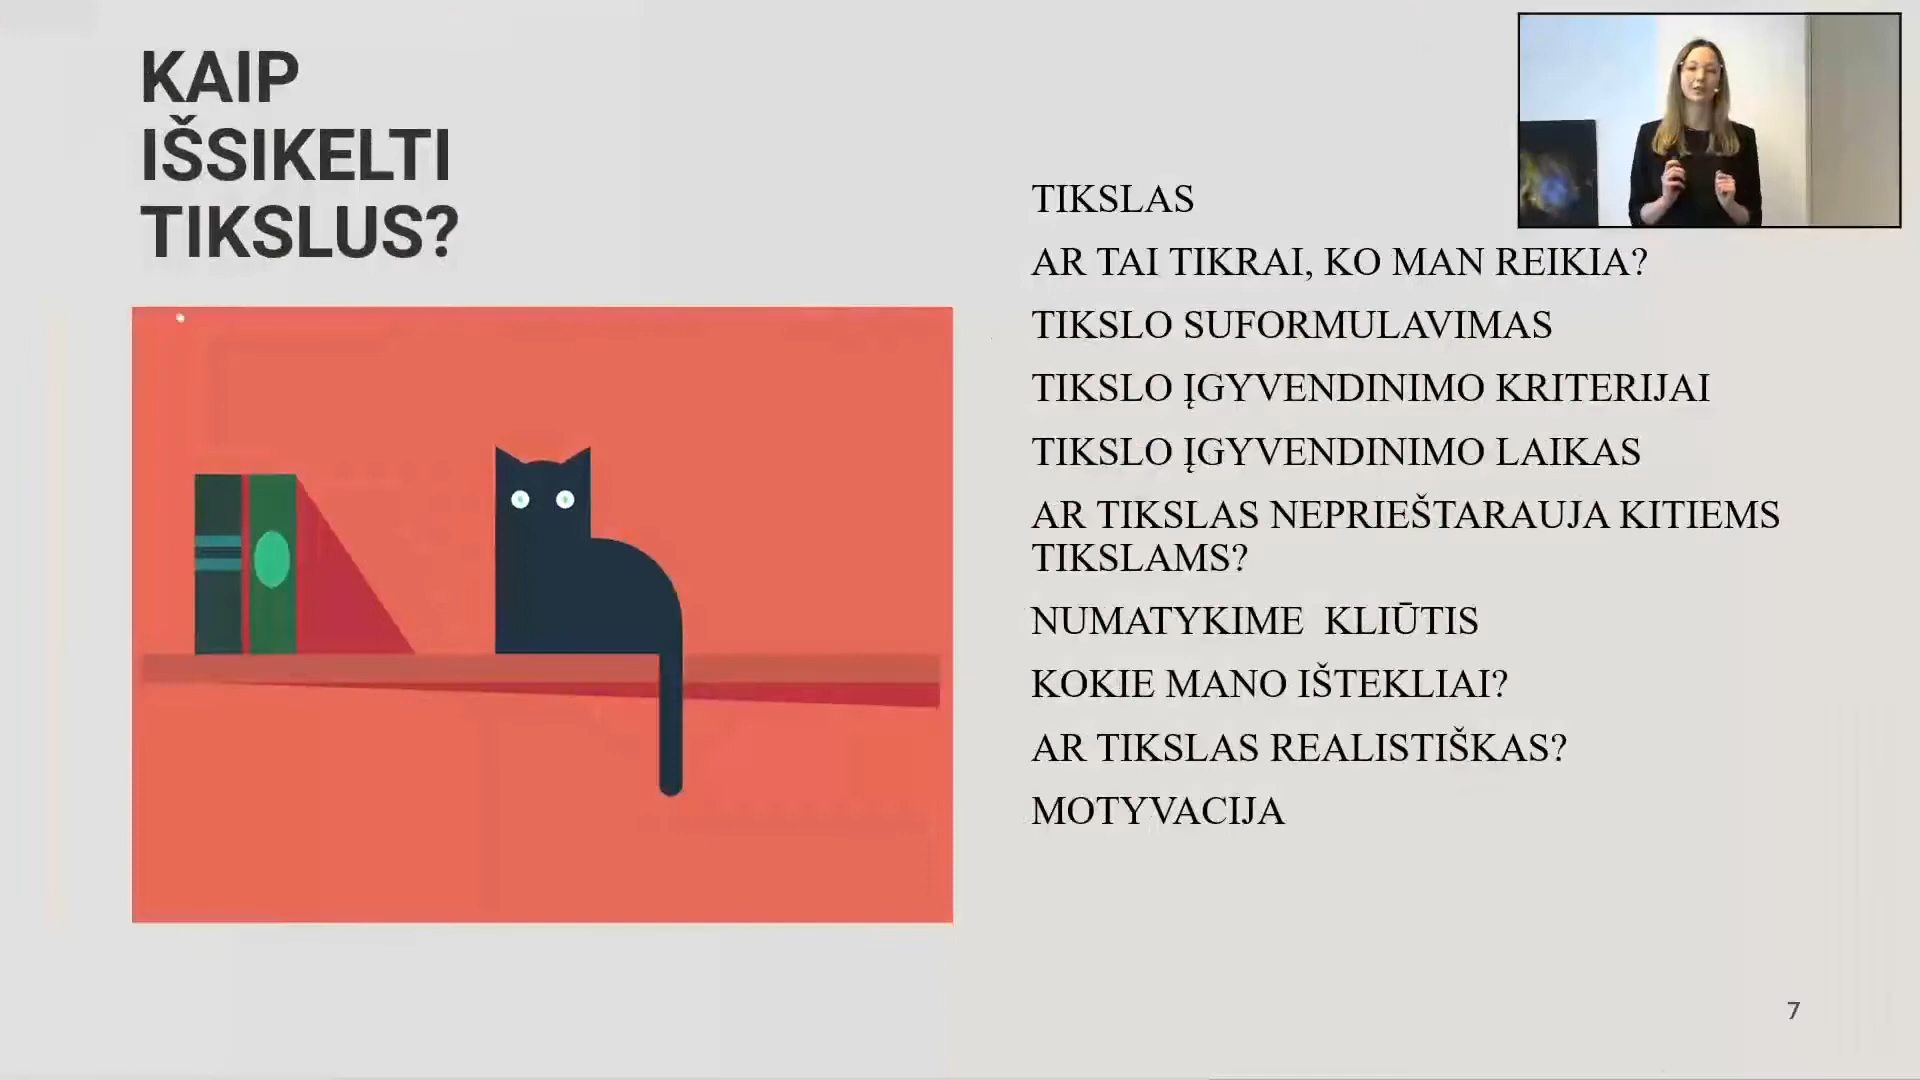 KAIP
IŠSIKELTI
TIKSLUS?
TIKSLAS
AR TAI TIKRAI, KO MAN REIKIA?
TIKSLO SUFORMULAVIMAS
TIKSLO ĮGYVENDINIMO KRITERIJAI
TIKSLO ĮGYVENDINIMO LAIKAS
AR TIKSLAS NEPRIEŠTARAUJA KITIEMS
TIKSLAMS?
NUMATYKIME KLIŪTIS
KOKIE MANO IŠTEKLIAI?
AR TIKSLAS REALISTIŠKAS?
MOTYVACIJA
7